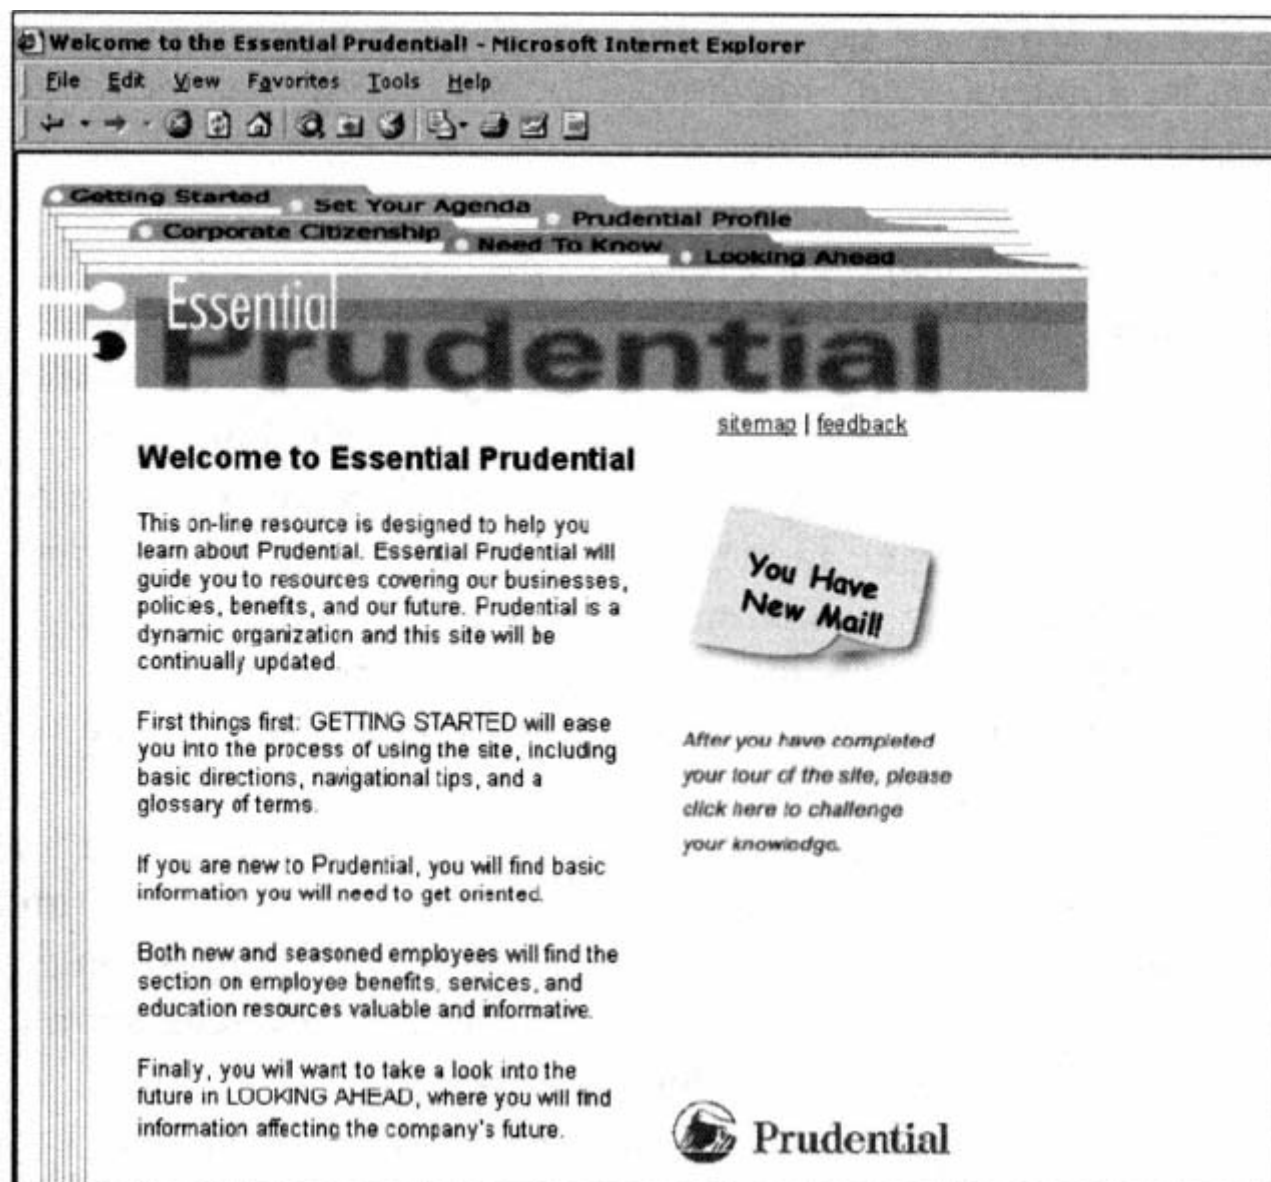 Welcome to the Essential Prudential! - Microsoft Internet Explorer
File Edit View Favorites Tools Help
Getting Started
Set Your Agenda
Prudential Profile
Corporate Citizenship
Need To Know
Looking Ahead
Essential
Prudential
sitemap | feedback
Welcome to Essential Prudential
This on-line resource is designed to help you
learn about Prudential. Essential Prudential will
guide you to resources covering our businesses,
policies, benefits, and our future. Prudential is a
dynamic organization and this site will be
continually updated.
First things first: GETTING STARTED will ease
you into the process of using the site, including
basic directions, navigational tips, and a
glossary of terms.
If you are new to Prudential, you will find basic
information you will need to get oriented.
Both new and seasoned employees will find the
section on employee benefits, services, and
education resources valuable and informative.
Finally, you will want to take a look into the
future in LOOKING AHEAD, where you will find
information affecting the company's future.
You Have
New Mail!
After you have completed
your tour of the site, please
click here to challenge
your knowledge.
Prudential